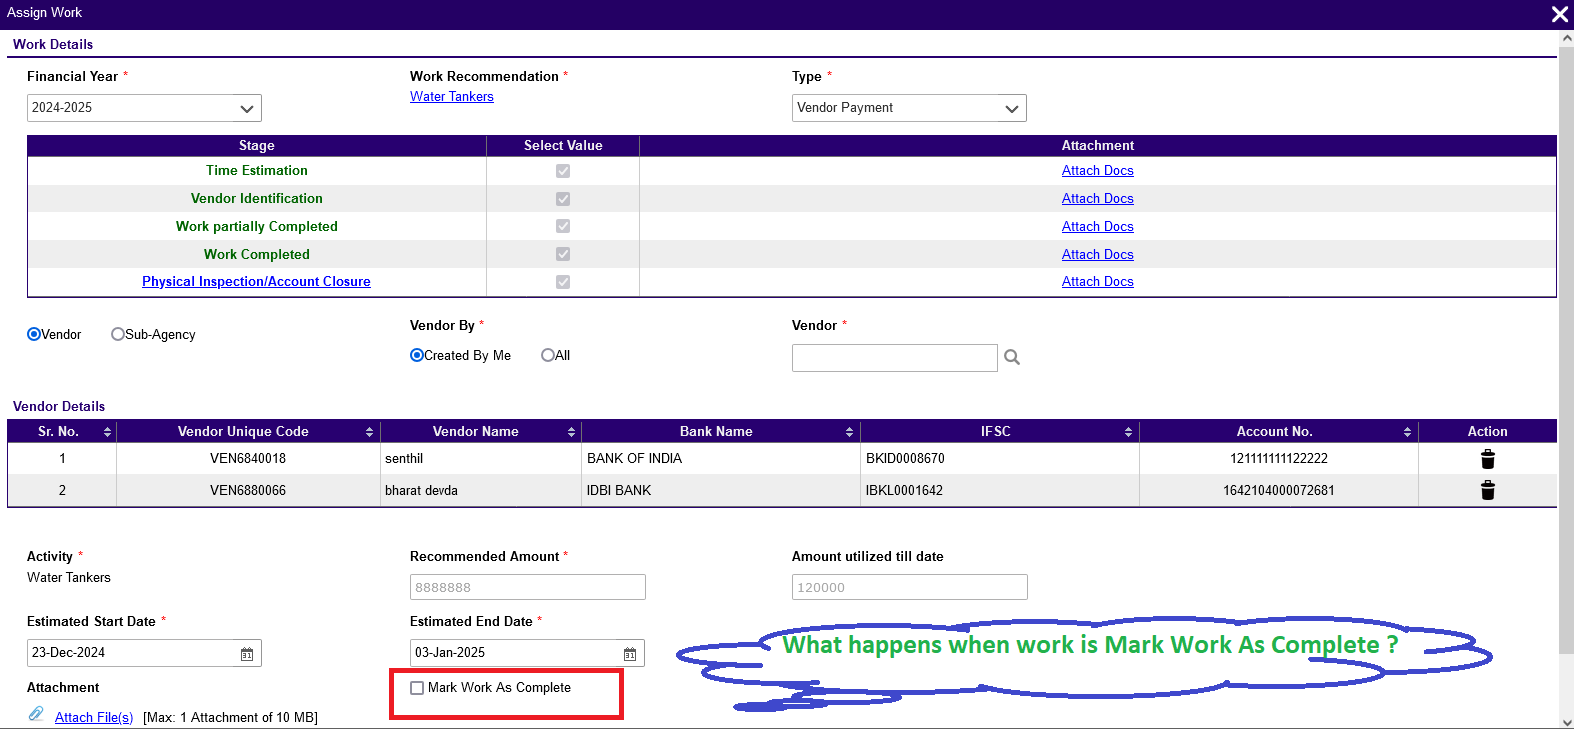 Assign Work
Work Details
Financial Year * Work Recommendation * Type *
2024-2025 Water Tankers Vendor Payment
Stage Select Value Attachment
Time Estimation Attach Docs
Vendor Identification Attach Docs
Work partially Completed Attach Docs
Work Completed Attach Docs
Physical Inspection/Account Closure Attach Docs
Vendor Sub-Agency Vendor By * Vendor *
Created By Me All
Vendor Details
Sr. No. Vendor Unique Code Vendor Name Bank Name IFSC Account No. Action
1 VEN6840018 senthil BANK OF INDIA BKID0008670 121111111122222
2 VEN6880066 bharat devda IDBI BANK IBKL0001642 1642104000072681
Activity * Recommended Amount * Amount utilized till date
Water Tankers 8888888 120000
Estimated Start Date * Estimated End Date *
23-Dec-2024 31 03-Jan-2025 31
What happens when work is Mark Work As Complete ?
Attachment Mark Work As Complete
Attach File(s) [Max: 1 Attachment of 10 MB]